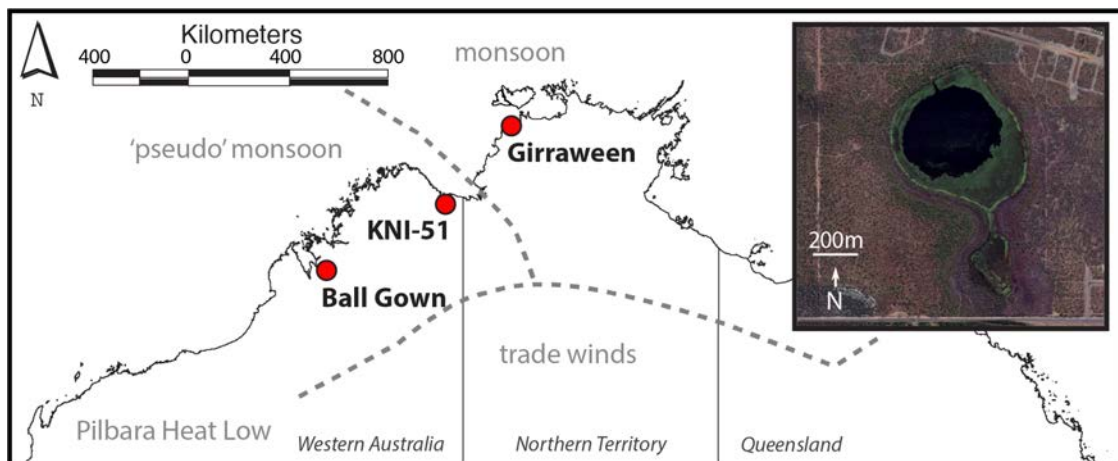 Kilometers
400 0 400 800
N
monsoon
'pseudo' monsoon
Girraween
KNI-51
Ball Gown
trade winds
Pilbara Heat Low
Western Australia
Northern Territory
Queensland
200m
N